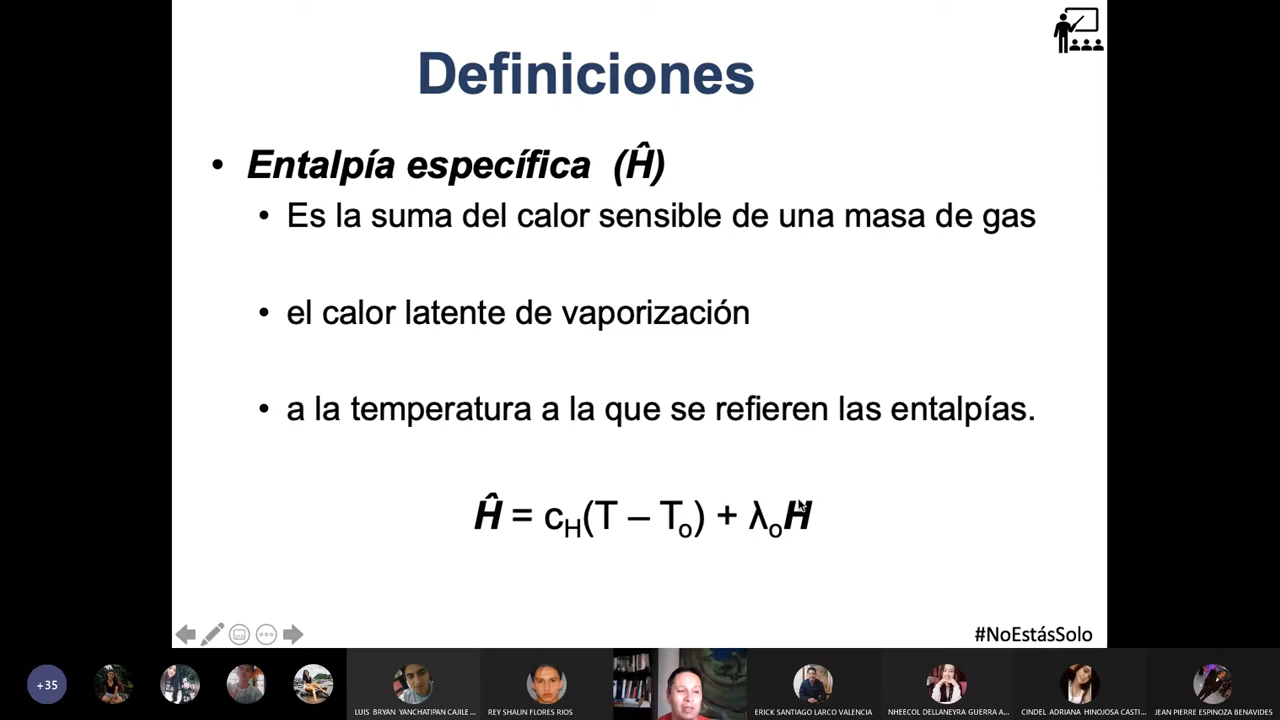 Definiciones
• Entalpía específica (Ĥ)
• Es la suma del calor sensible de una masa de gas
• el calor latente de vaporización
• a la temperatura a la que se refieren las entalpías.
Ĥ = cH(T – To) + λoH
#NoEstásSolo
+35
LUIS BRYAN YANCHATIPAN CAJILE ...
REY SHALIN FLORES RIOS
ERICK SANTIAGO LARCO VALENCIA
NHEECOL DELLANEYRA GUERRA A...
CINDEL ADRIANA HINOJOSA CASTI...
JEAN PIERRE ESPINOZA BENAVIDES